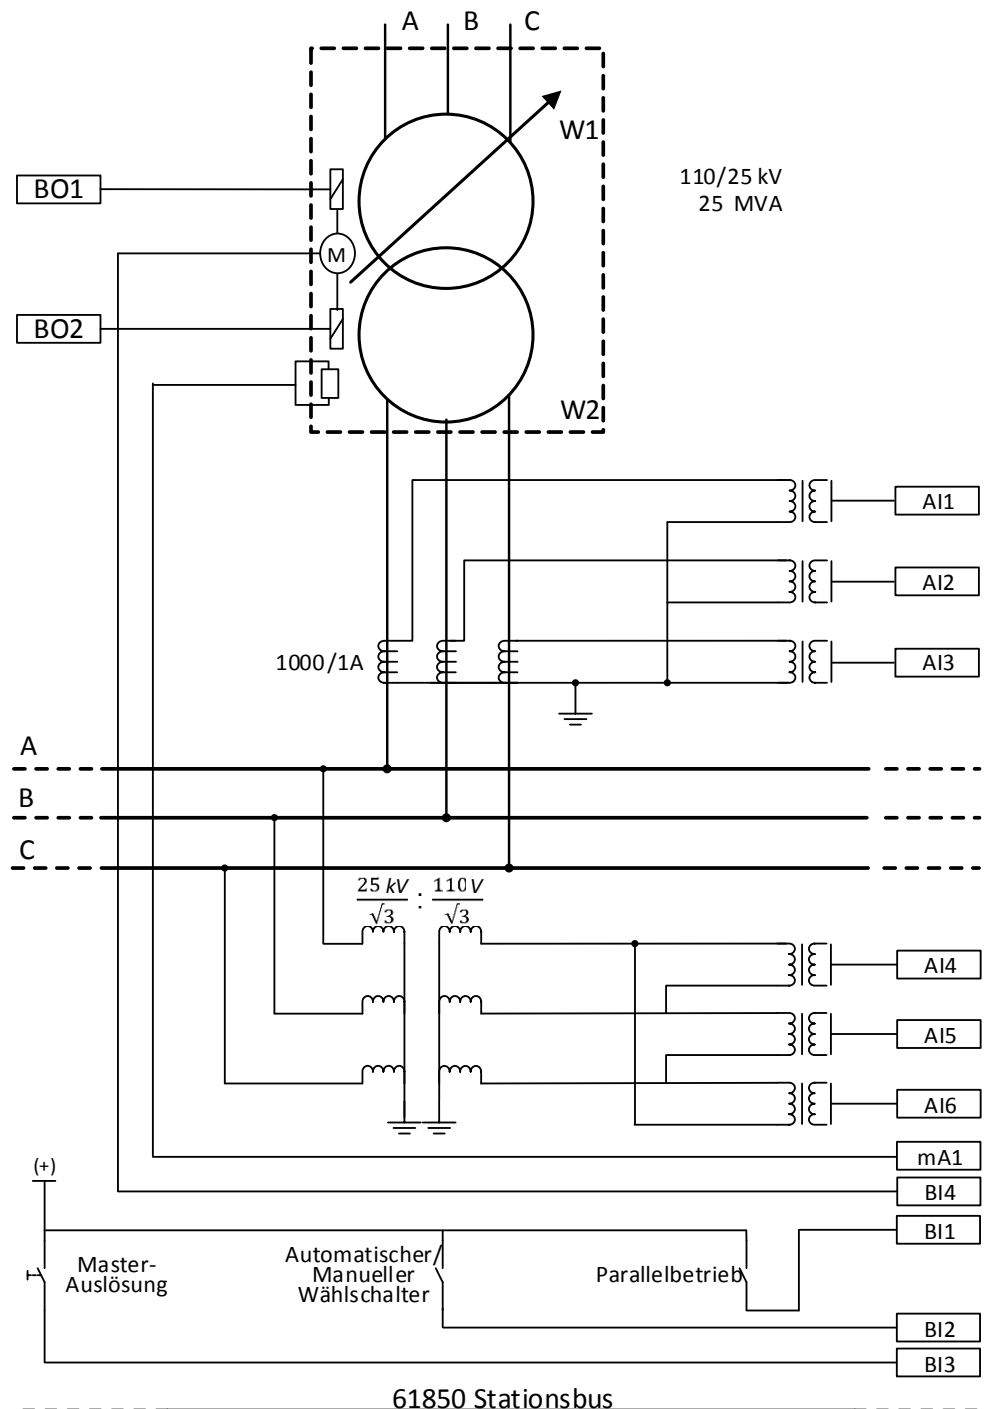 A B C
W1
110/25 kV
25 MVA
BO1
M
BO2
W2
AI1
AI2
1000/1A
AI3
A
B
C
25 kV/√3 : 110 V/√3
AI4
AI5
AI6
mA1
(+)
BI4
BI1
Master-
Auslösung
Automatischer/
Manueller
Wählschalter
Parallelbetrieb
BI2
BI3
61850 Stationsbus